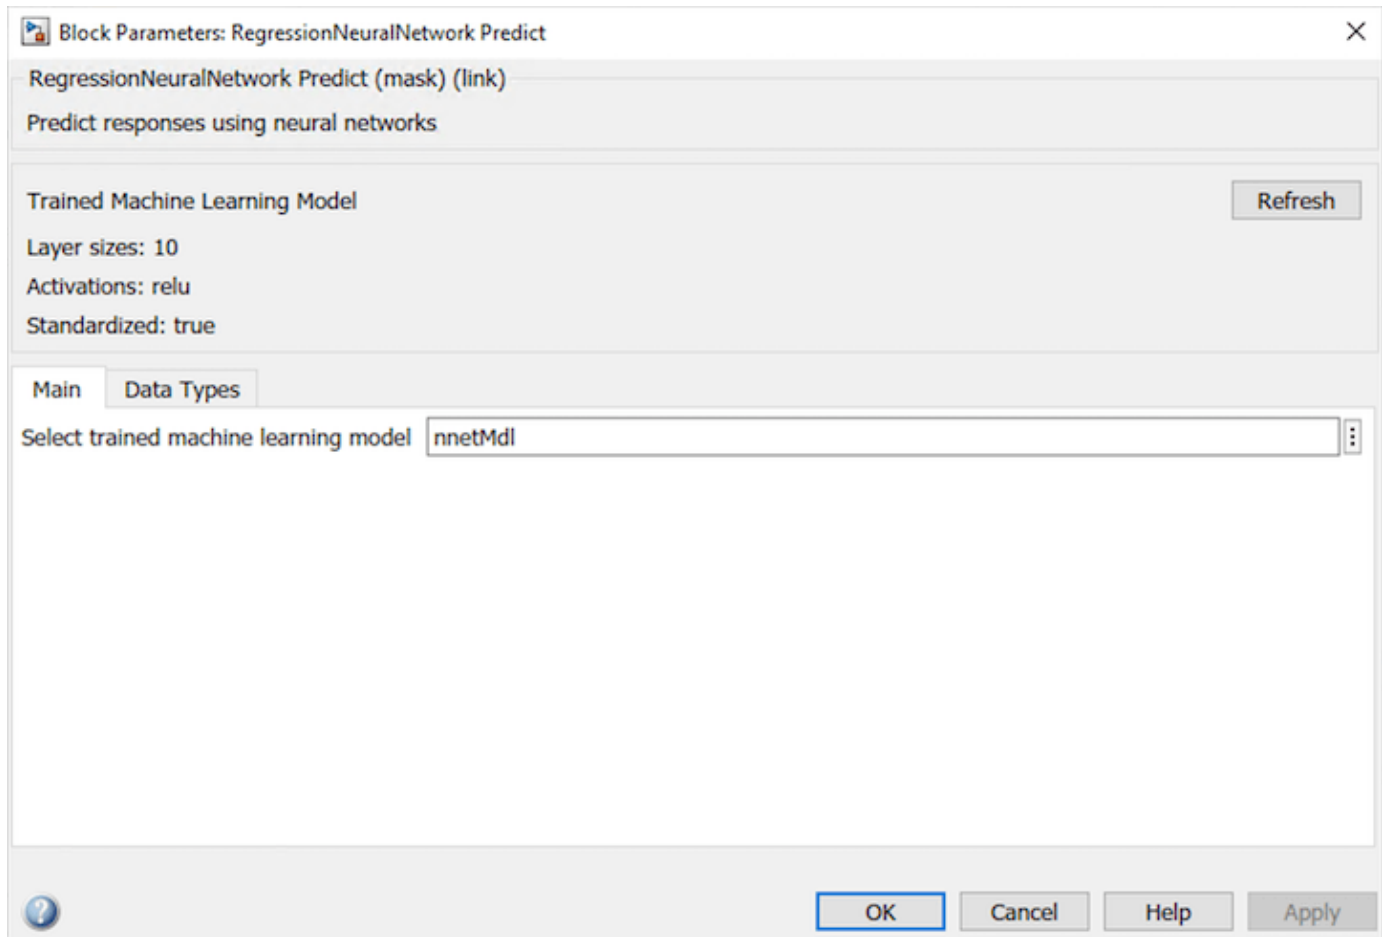 Block Parameters: RegressionNeuralNetwork Predict
RegressionNeuralNetwork Predict (mask) (link)
Predict responses using neural networks
Trained Machine Learning Model
Refresh
Layer sizes: 10
Activations: relu
Standardized: true
Main Data Types
Select trained machine learning model nnetMdl
OK Cancel Help Apply